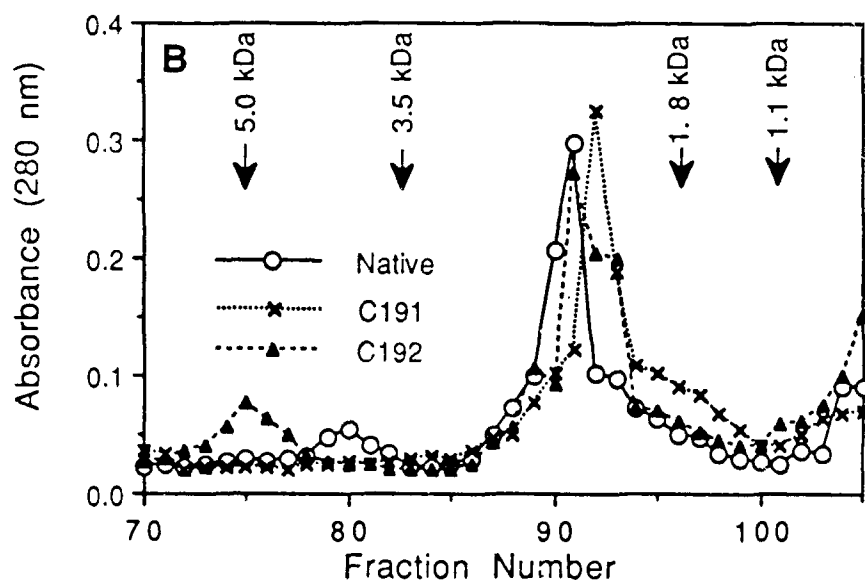 B
Absorbance (280 nm)
0.4
0.3
0.2
0.1
0.0
5.0 kDa
3.5 kDa
1.8 kDa
1.1 kDa
Native
C191
C192
70
80
90
100
Fraction Number